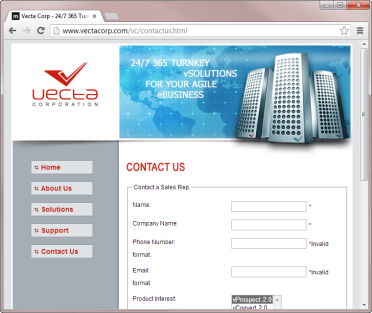 Vecta Corp - 24/7 365 Turn
www.vectacorp.com/vc/contactus.html
24/7 365 TURNKEY
vSOLUTIONS
FOR YOUR AGILE
eBUSINESS
vecta
CORPORATION
Home
About Us
Solutions
Support
Contact Us
CONTACT US
Contact a Sales Rep.
Name: *
Company Name: *
Phone Number: *Invalid
format.
Email: *Invalid
format.
Product Interest: vProspect 2.0
vConvert 2.0